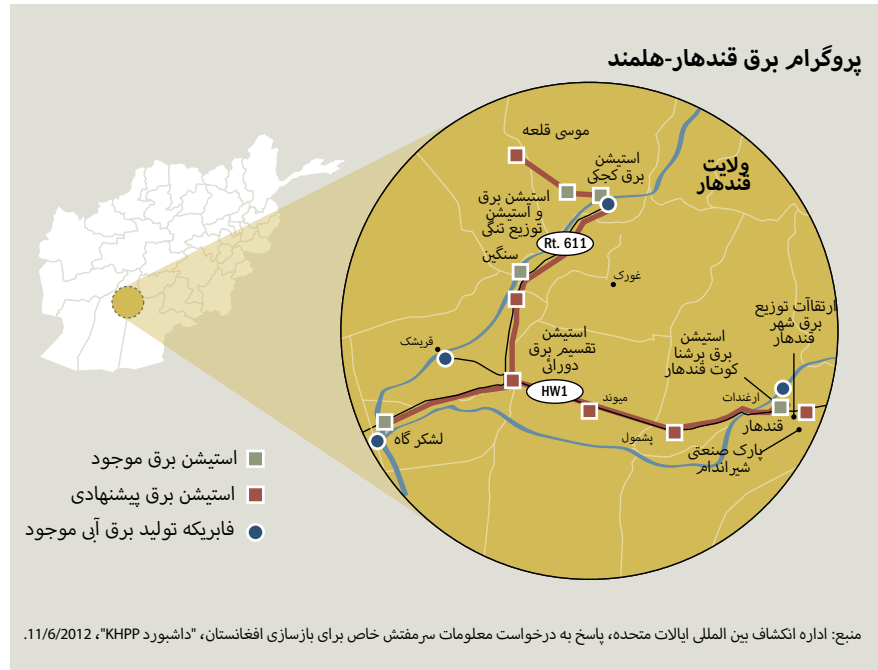 پروگرام برق قندهار-هلمند
موسی قلعه
استیشن
برق کجکی
ولایت
قندهار
استیشن برق
و استیشن
توزیع تنگی
Rt. 611
سنگین
غورک
ارتقاآت توزیع
برق شهر
قندهار
استیشن
برق برشنا
کوت قندهار
استیشن
تقسیم برق
دورائی
قریشک
HW1
میوند
ارغندات
پشمول
قندهار
لشکر گاه
پارک صنعتی
شیراندام
استیشن برق موجود
استیشن برق پیشنهادی
فابریکه تولید برق آبی موجود
منبع: اداره انکشاف بین المللی ایالات متحده، پاسخ به درخواست معلومات سرمفتش خاص برای بازسازی افغانستان، "داشبورد KHPP"، 11/6/2012.